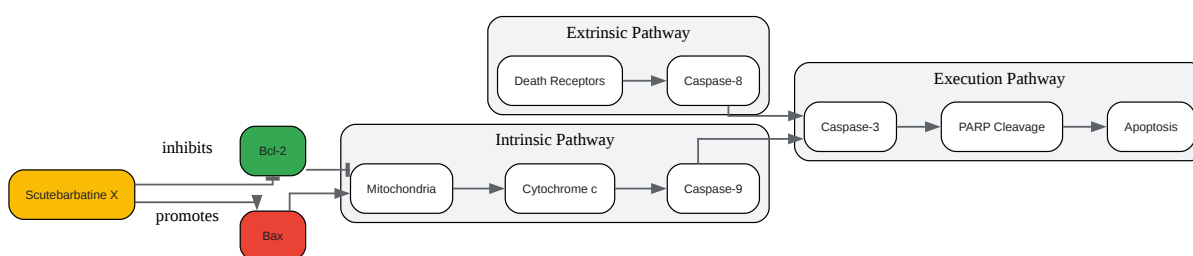 Extrinsic Pathway
Death Receptors
Caspase-8
Execution Pathway
Caspase-3
PARP Cleavage
Apoptosis
Intrinsic Pathway
inhibits
Bcl-2
Mitochondria
Cytochrome c
Caspase-9
Scutebarbatine X
promotes
Bax